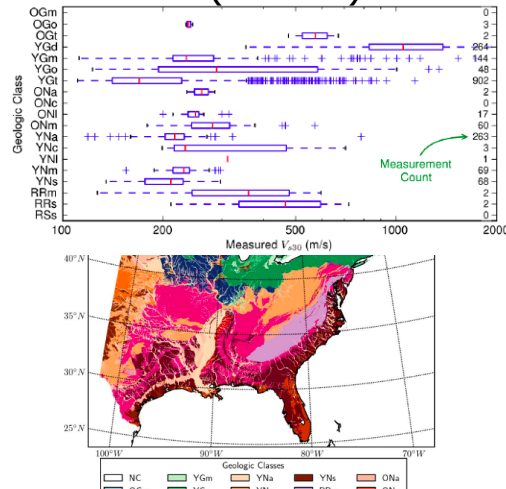 Geologic Class
OGm 0
OGo 3
OGt 2
YGd 264
YGm 144
YGo 48
YGt 902
ONa 2
ONc 0
ONl 17
ONm 60
YNa 263
YNc 3
YNl 1
YNm 69
YNs 68
RRm 2
RRs 2
RSs 0
Measurement
Count
100 200 500 1000 2000
Measured V_s30 (m/s)
40°N
35°N
30°N
25°N
100°W 90°W 80°W 70°W
Geologic Classes
NC YGm YNa YNs ONa